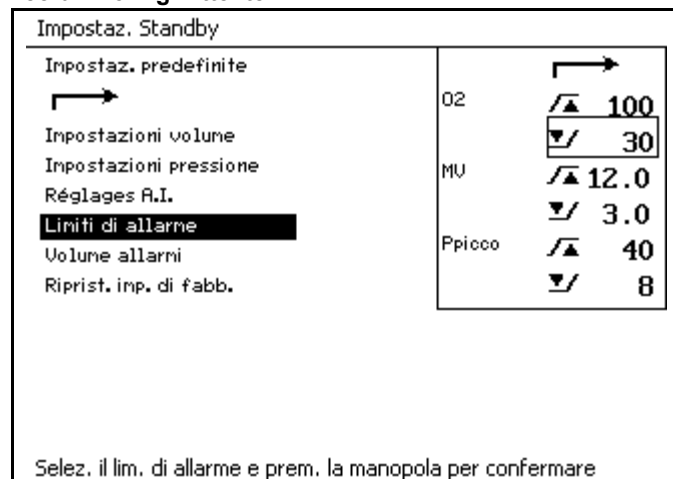 Impostaz. Standby
Impostaz. predefinite
Impostazioni volume
Impostazioni pressione
Réglages A.I.
Limiti di allarme
Volume allarmi
Riprist. imp. di fabb.
O2 100
30
MV 12.0
3.0
Ppicco 40
8
Selez. il lim. di allarme e prem. la manopola per confermare